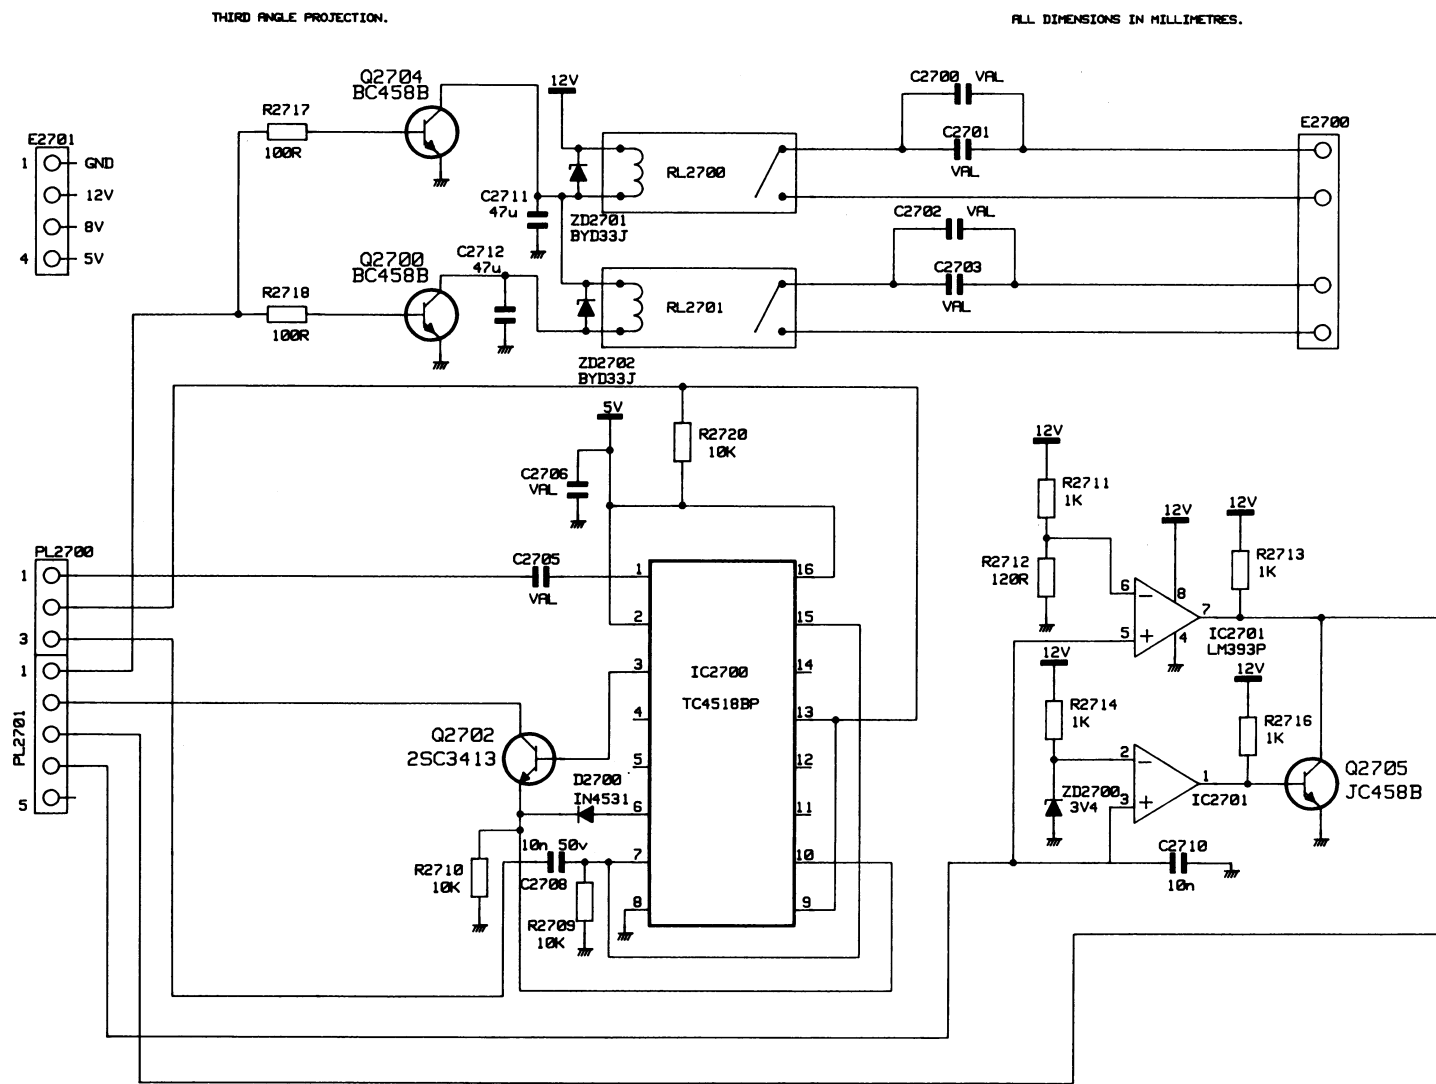 THIRD ANGLE PROJECTION.
ALL DIMENSIONS IN MILLIMETRES.
Q2704
BC458B
R2717
100R
E2701
1 GND
12V
8V
4 5V
12V
C2711
47u
ZD2701
BYD33J
RL2700
C2700 VAL
C2701
VAL
E2700
Q2700
BC458B
R2718
100R
C2712
47u
ZD2702
BYD33J
RL2701
C2702 VAL
C2703
VAL
5V
R2720
10K
C2706
VAL
PL2700
1
3
PL2701
1
5
C2705
VAL
1
2
3
4
5
6
7
8
16
15
14
13
12
11
10
9
IC2700
TC4518BP
Q2702
2SC3413
D2700
IN4531
10n 50v
C2708
R2710
10K
R2709
10K
12V
R2711
1K
R2712
120R
12V
12V
R2713
1K
6
5
8
4
7
IC2701
LM393P
12V
R2714
1K
12V
R2716
1K
ZD2700
3V4
2
3
1
IC2701
Q2705
JC458B
C2710
10n